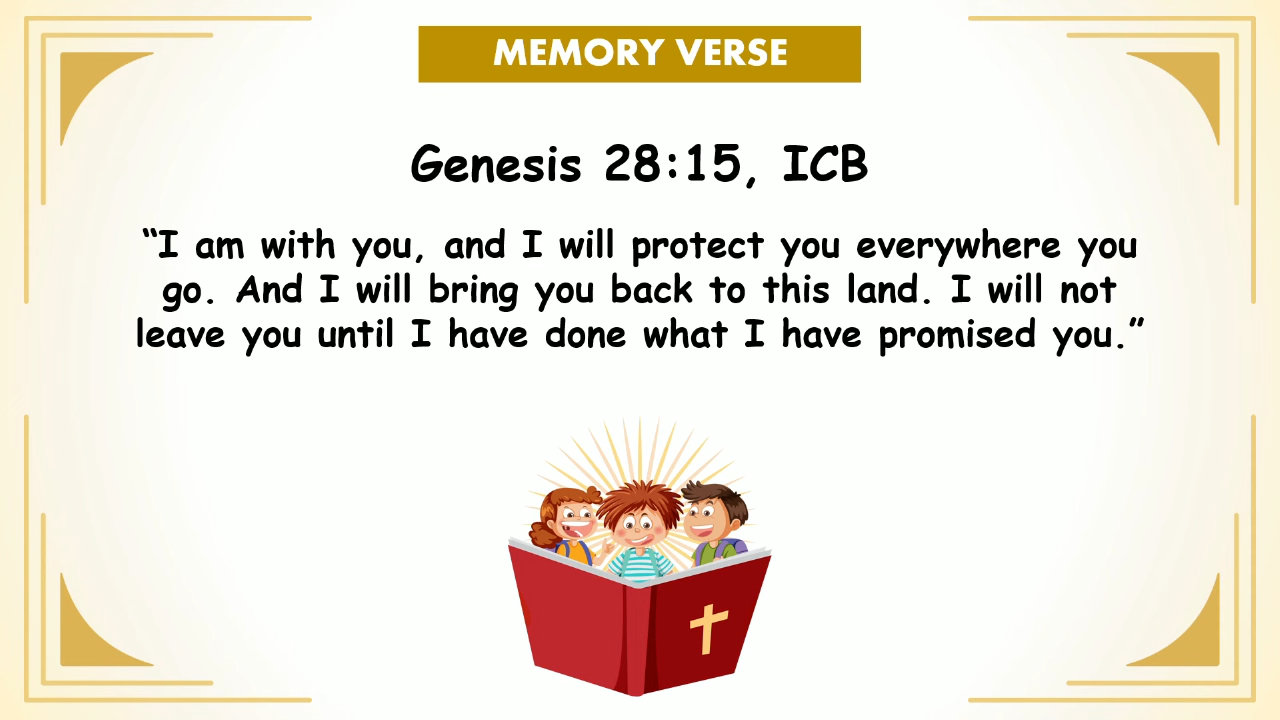 MEMORY VERSE
Genesis 28:15, ICB
“I am with you, and I will protect you everywhere you
go. And I will bring you back to this land. I will not
leave you until I have done what I have promised you.”